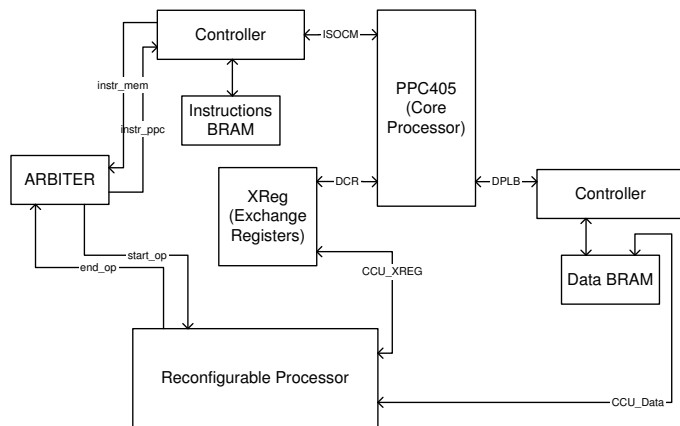 Controller
ISOCM
PPC405
(Core
Processor)
instr_mem
Instructions
BRAM
instr_ppc
ARBITER
XReg
(Exchange
Registers)
DCR
DPLB
Controller
start_op
end_op
CCU_XREG
Data BRAM
Reconfigurable Processor
CCU_Data